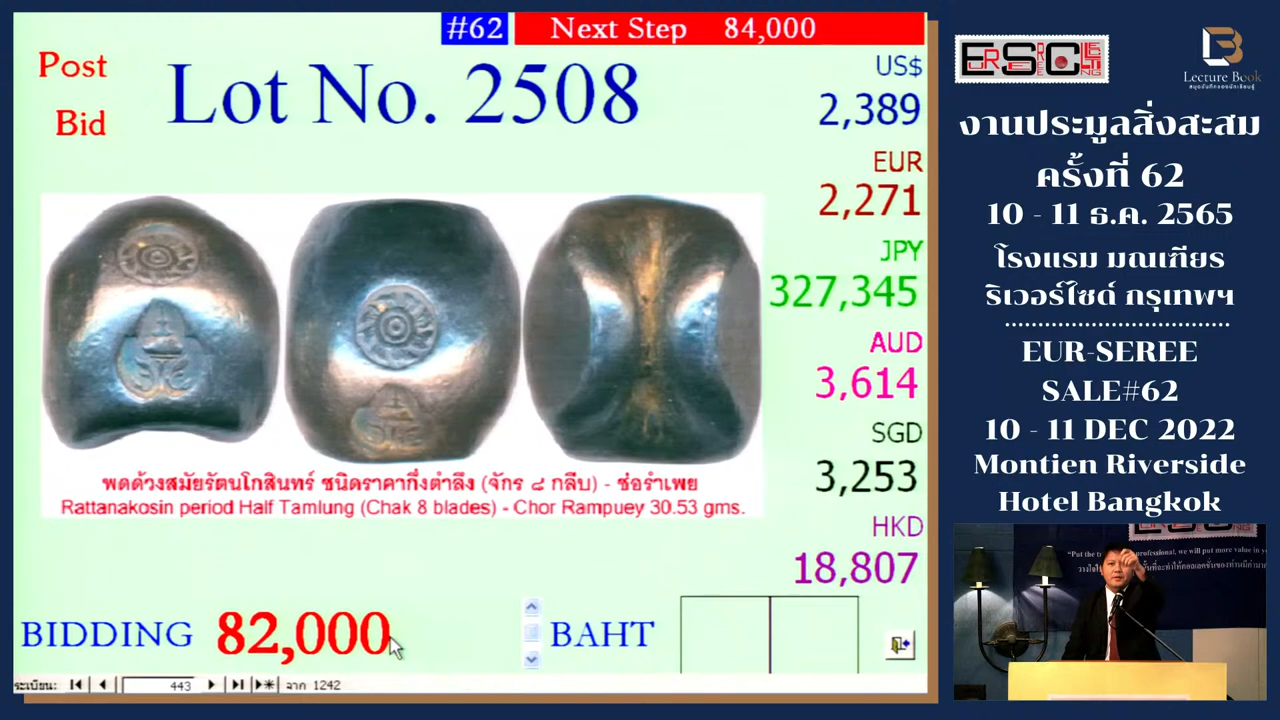 #62 Next Step 84,000
Post
Bid
Lot No. 2508
US$
2,389
EUR
2,271
JPY
327,345
AUD
3,614
SGD
3,253
HKD
18,807
พดด้วงสมัยรัตนโกสินทร์ ชนิดราคากึ่งตำลึง (จักร ๘ กลีบ) - ช่อรำเพย
Rattanakosin period Half Tamlung (Chak 8 blades) - Chor Rampuey 30.53 gms.
BIDDING 82,000 BAHT
ระเบียน: 443 จาก 1242
Lecture Book
งานประมูลสิ่งสะสม
ครั้งที่ 62
10 - 11 ธ.ค. 2565
โรงแรม มณเฑียร
ริเวอร์ไซด์ กรุงเทพฯ
EUR-SEREE
SALE#62
10 - 11 DEC 2022
Montien Riverside
Hotel Bangkok